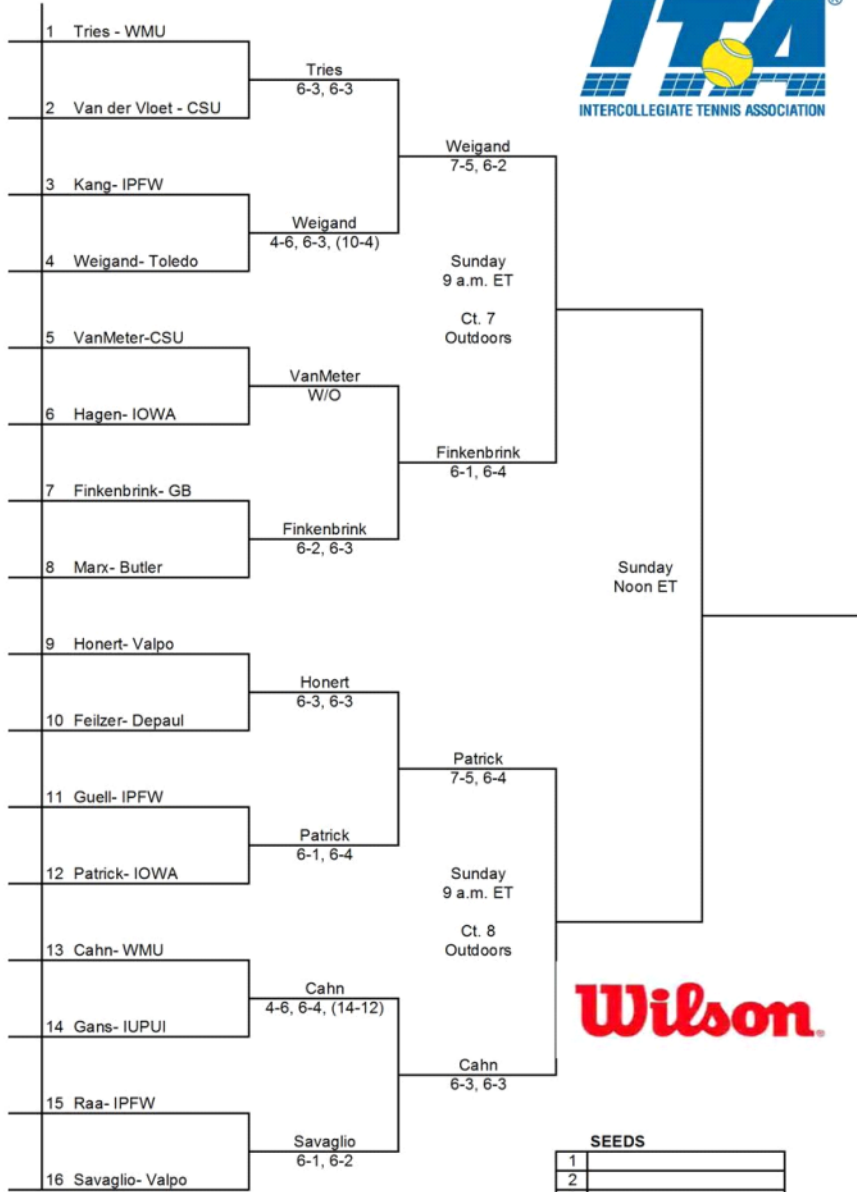 ITA®
INTERCOLLEGIATE TENNIS ASSOCIATION
1 Tries - WMU
2 Van der Vloet - CSU
3 Kang- IPFW
4 Weigand- Toledo
5 VanMeter-CSU
6 Hagen- IOWA
7 Finkenbrink- GB
8 Marx- Butler
9 Honert- Valpo
10 Feilzer- Depaul
11 Guell- IPFW
12 Patrick- IOWA
13 Cahn- WMU
14 Gans- IUPUI
15 Raa- IPFW
16 Savaglio- Valpo
Tries
6-3, 6-3
Weigand
4-6, 6-3, (10-4)
VanMeter
W/O
Finkenbrink
6-2, 6-3
Honert
6-3, 6-3
Patrick
6-1, 6-4
Cahn
4-6, 6-4, (14-12)
Savaglio
6-1, 6-2
Weigand
7-5, 6-2
Sunday
9 a.m. ET
Ct. 7
Outdoors
Finkenbrink
6-1, 6-4
Patrick
7-5, 6-4
Sunday
9 a.m. ET
Ct. 8
Outdoors
Cahn
6-3, 6-3
Sunday
Noon ET
Wilson®
SEEDS
1
2